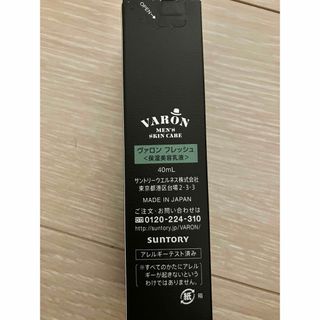 OPEN
VARON
MEN'S
SKIN CARE
ヴァロン フレッシュ
<保湿美容乳液>
40mL
サントリーウエルネス株式会社
東京都港区台場2-3-3
MADE IN JAPAN
ご注文・お問い合わせは
0120-224-310
http://suntory.jp/VARON/
SUNTORY
アレルギーテスト済み
※すべてのかたにアレル
ギーが起きないという
わけではありません。
紙 箱